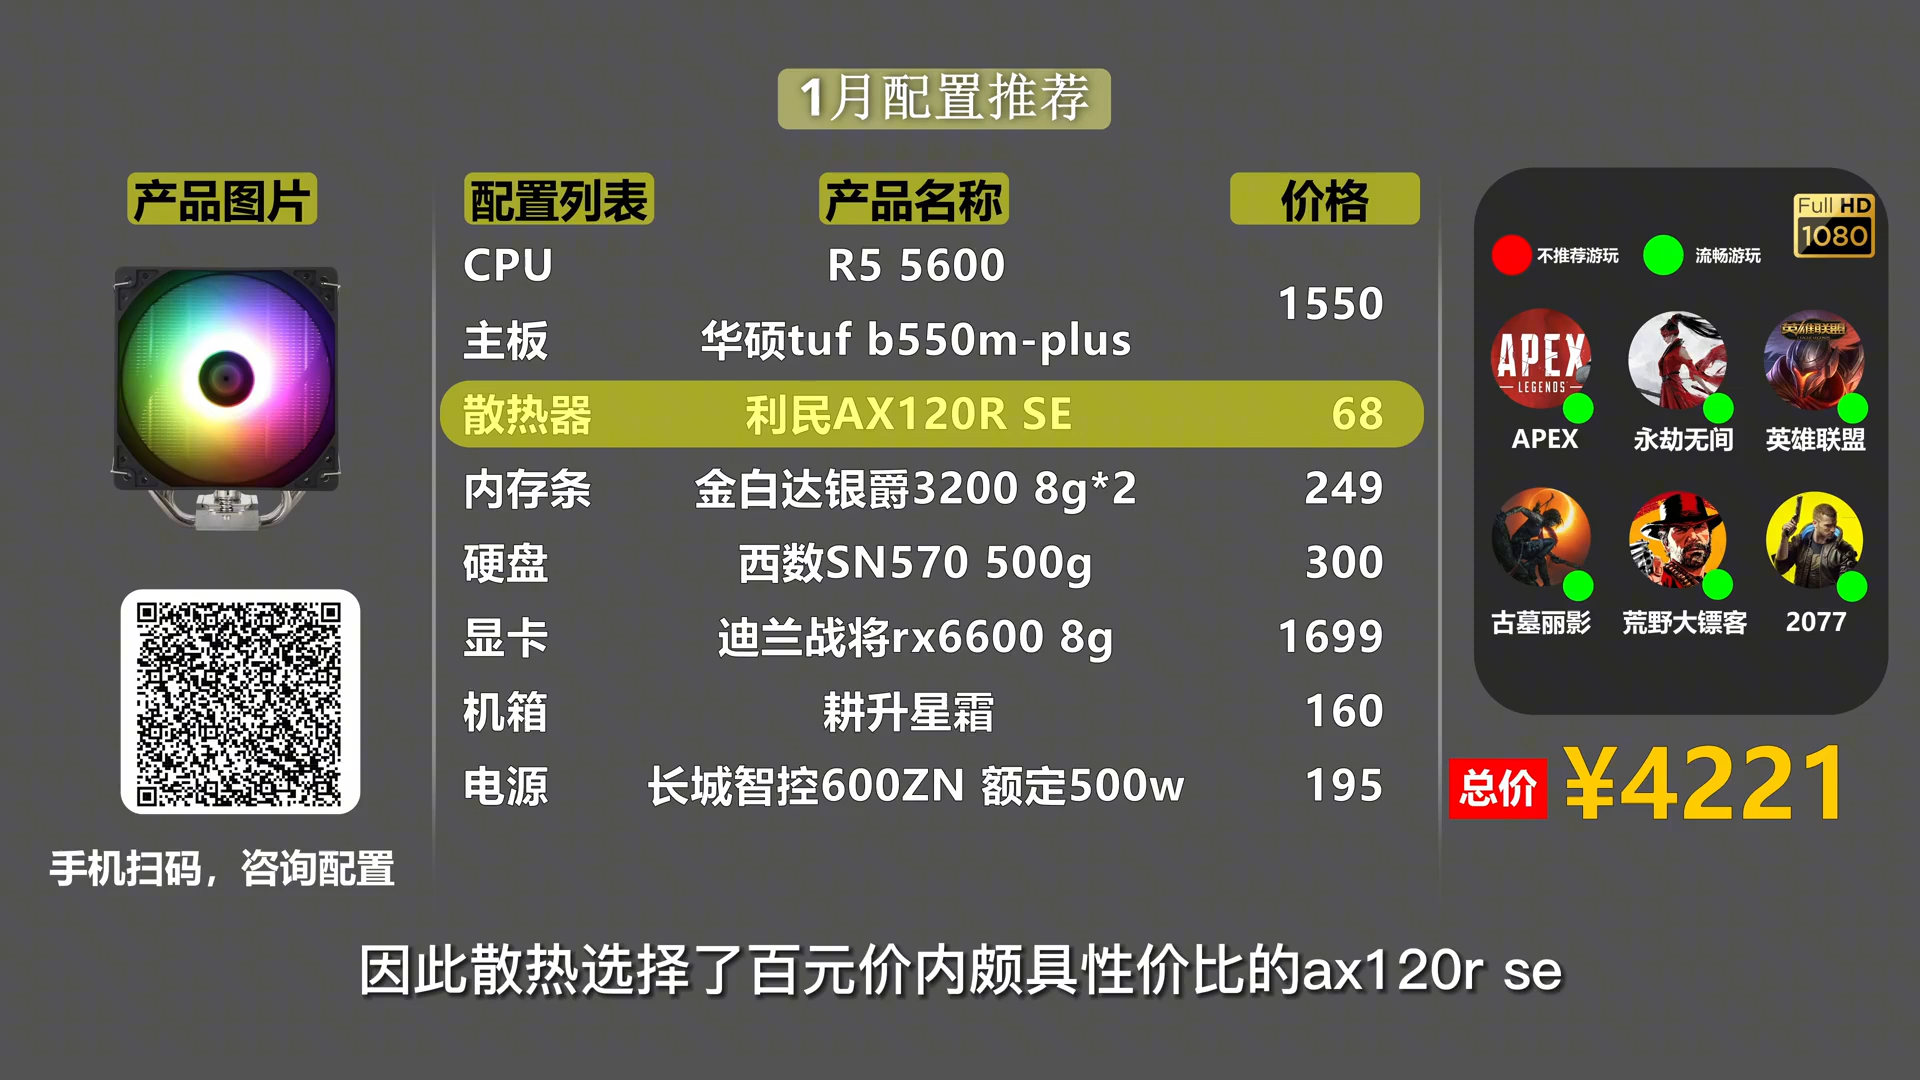 1月配置推荐
产品图片
配置列表 产品名称 价格
CPU R5 5600
1550
主板 华硕tuf b550m-plus
散热器 利民AX120R SE 68
内存条 金百达银爵3200 8g*2 249
硬盘 西数SN570 500g 300
显卡 迪兰战将rx6600 8g 1699
机箱 耕升星霜 160
电源 长城智控600ZN 额定500w 195
手机扫码，咨询配置
Full HD
1080
不推荐游玩 流畅游玩
APEX
LEGENDS
英雄联盟
APEX 永劫无间 英雄联盟
古墓丽影 荒野大镖客 2077
总价 ¥4221
因此散热选择了百元价内颇具性价比的ax120r se